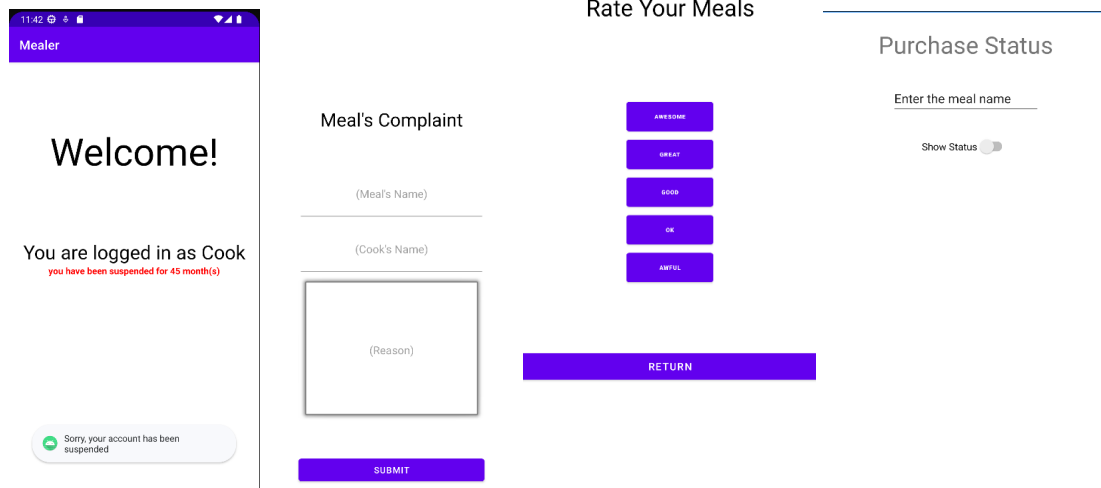 11:42
Mealer
Welcome!
You are logged in as Cook
you have been suspended for 45 month(s)
Sorry, your account has been
suspended
Meal's Complaint
(Meal's Name)
(Cook's Name)
(Reason)
SUBMIT
Rate Your Meals
AWESOME
GREAT
GOOD
OK
AWFUL
RETURN
Purchase Status
Enter the meal name
Show Status